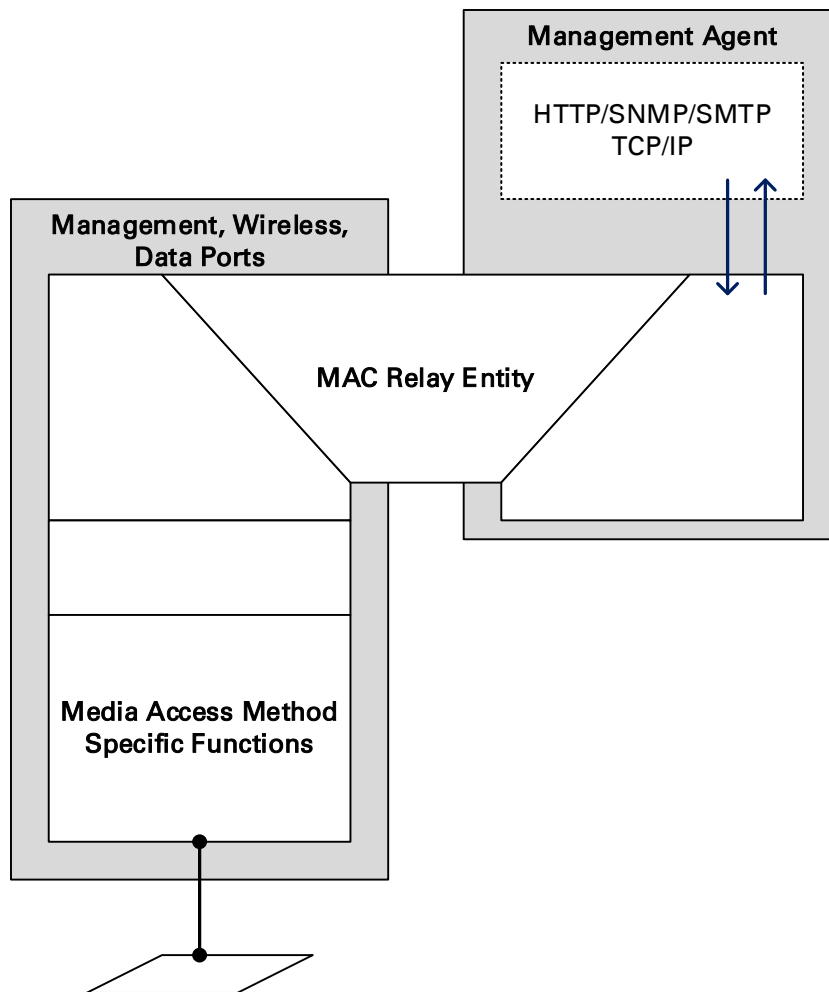 Management Agent
HTTP/SNMP/SMTP
TCP/IP
Management, Wireless,
Data Ports
MAC Relay Entity
Media Access Method
Specific Functions